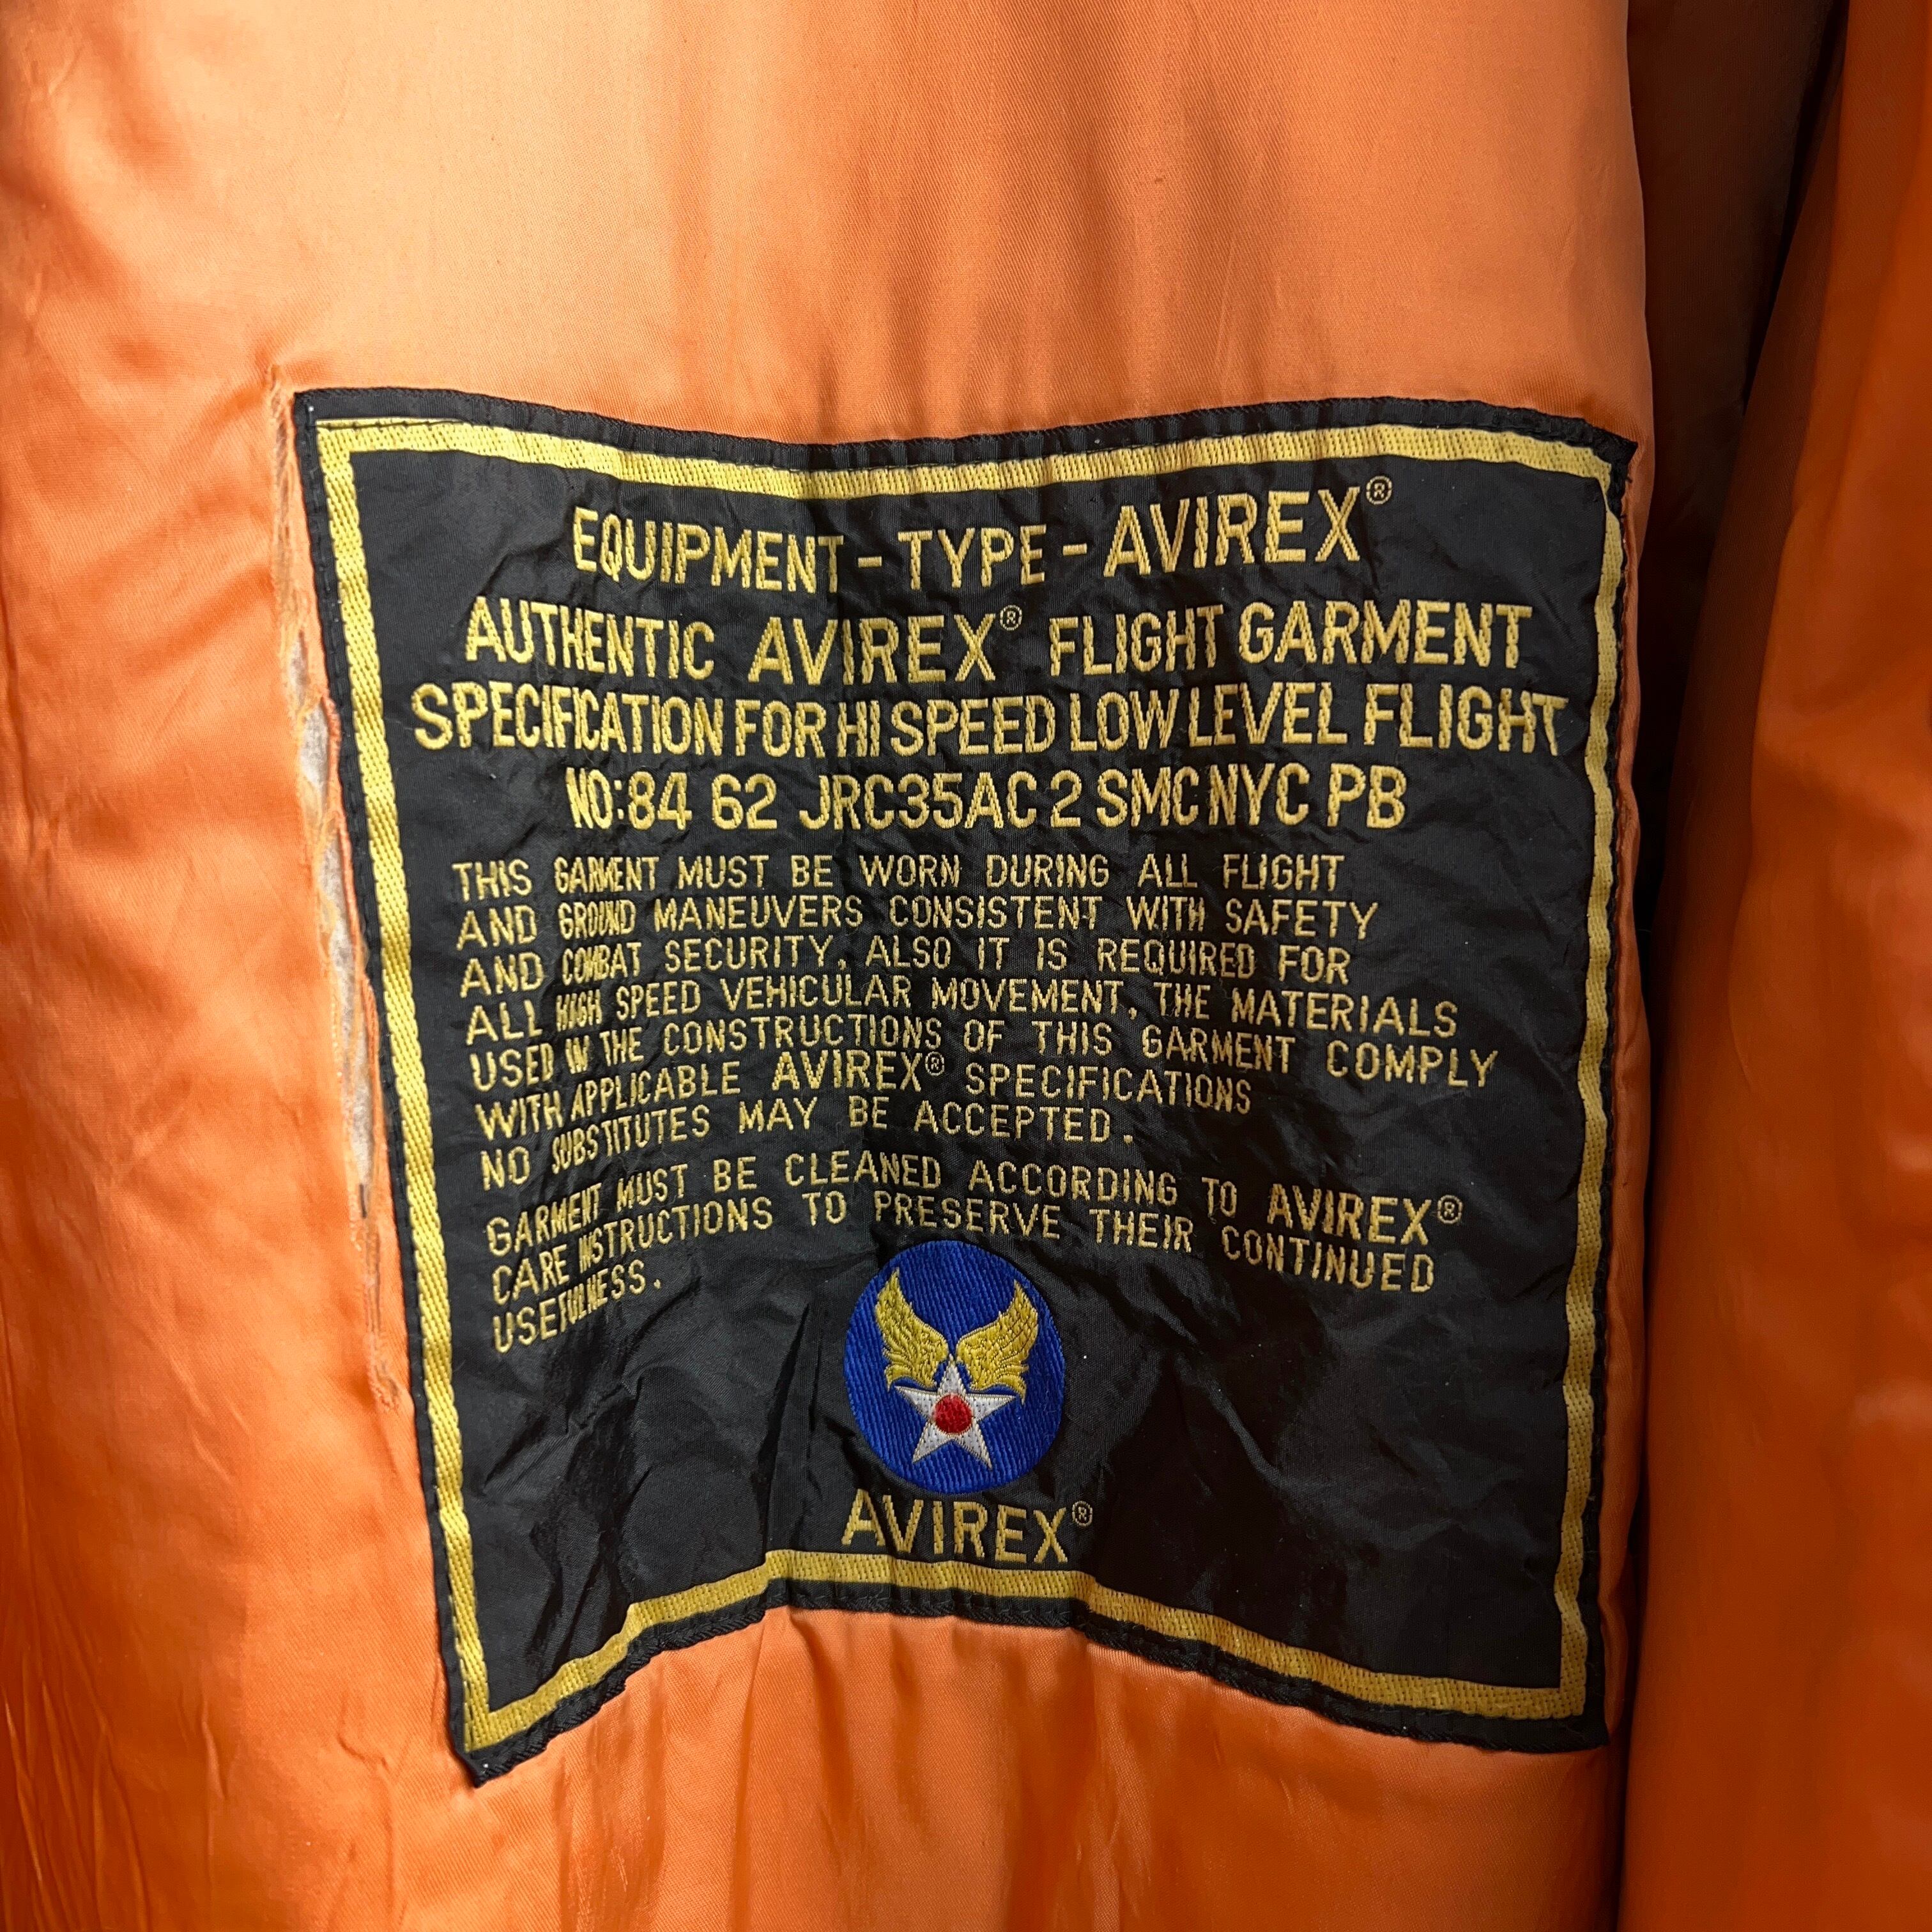 EQUIPMENT - TYPE - AVIREX®
AUTHENTIC AVIREX® FLIGHT GARMENT
SPECIFICATION FOR HI SPEED LOW LEVEL FLIGHT
NO:84 62 JRC35AC2 SMC NYC PB
THIS GARMENT MUST BE WORN DURING ALL FLIGHT
AND GROUND MANEUVERS CONSISTENT WITH SAFETY
AND COMBAT SECURITY. ALSO IT IS REQUIRED FOR
ALL HIGH SPEED VEHICULAR MOVEMENT. THE MATERIALS
USED IN THE CONSTRUCTIONS OF THIS GARMENT COMPLY
WITH APPLICABLE AVIREX® SPECIFICATIONS
NO SUBSTITUTES MAY BE ACCEPTED.
GARMENT MUST BE CLEANED ACCORDING TO AVIREX®
CARE INSTRUCTIONS TO PRESERVE THEIR CONTINUED
USEFULNESS.
AVIREX®